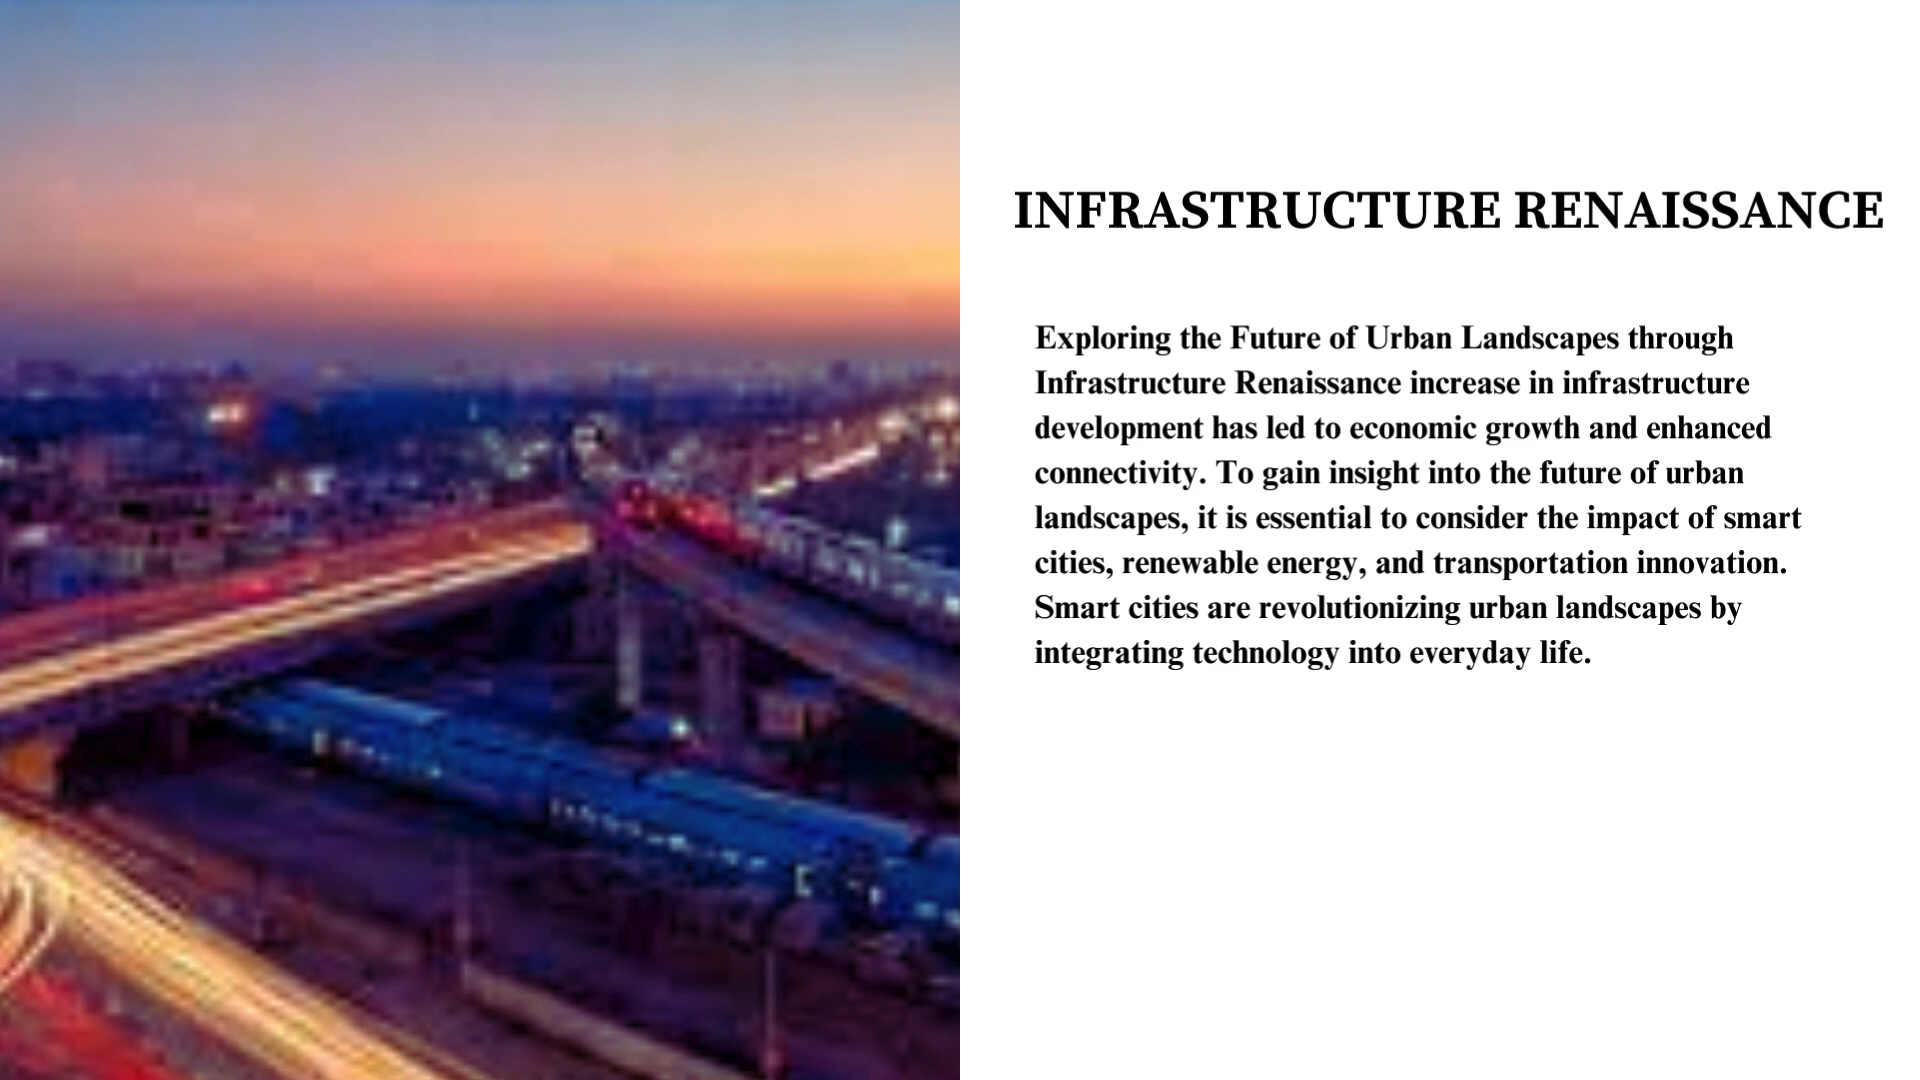 INFRASTRUCTURE RENAISSANCE
Exploring the Future of Urban Landscapes through
Infrastructure Renaissance increase in infrastructure
development has led to economic growth and enhanced
connectivity. To gain insight into the future of urban
landscapes, it is essential to consider the impact of smart
cities, renewable energy, and transportation innovation.
Smart cities are revolutionizing urban landscapes by
integrating technology into everyday life.